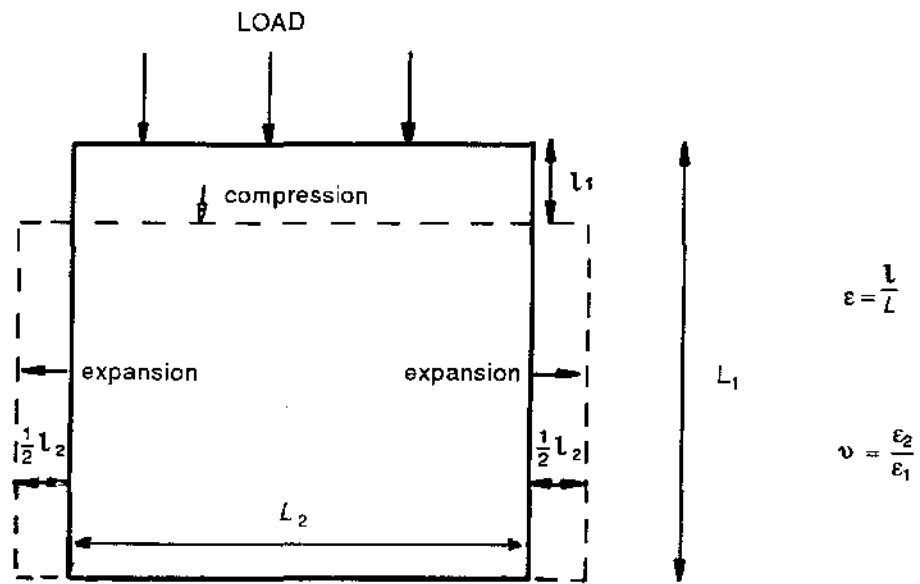 LOAD
compression
l₁
ε = l/L
expansion
expansion
L₁
½l₂
½l₂
υ = ε₂/ε₁
L₂